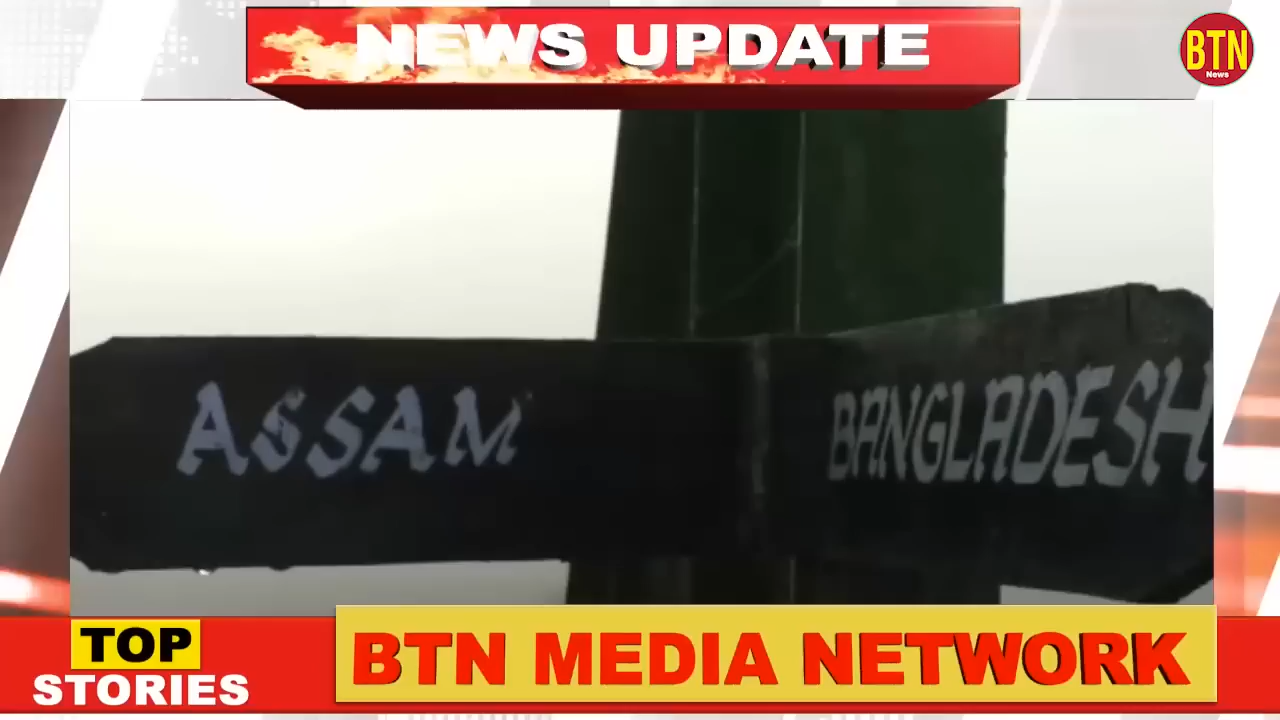 NEWS UPDATE
BTN
News
ASSAM
BANGLADESH
TOP
STORIES
BTN MEDIA NETWORK